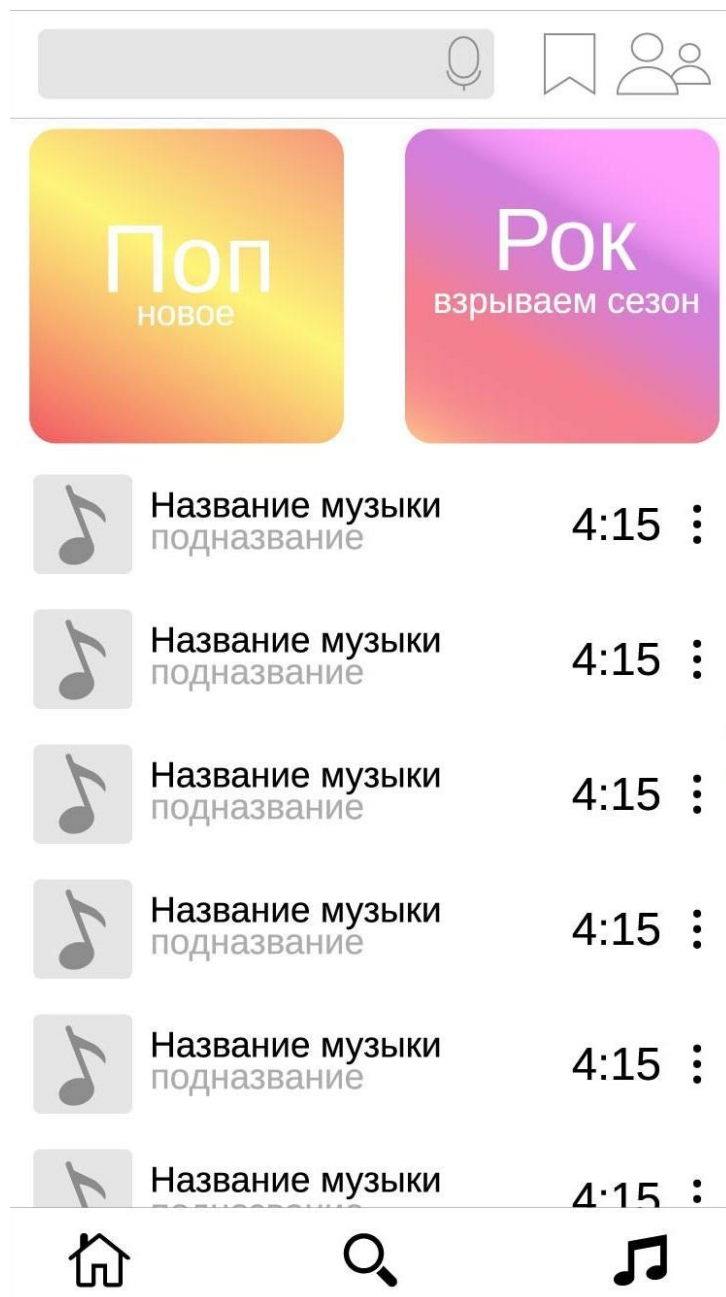 Поп
новое
Рок
взрываем сезон
Название музыки
подназвание
4:15
Название музыки
подназвание
4:15
Название музыки
подназвание
4:15
Название музыки
подназвание
4:15
Название музыки
подназвание
4:15
Название музыки
подназвание
4:15